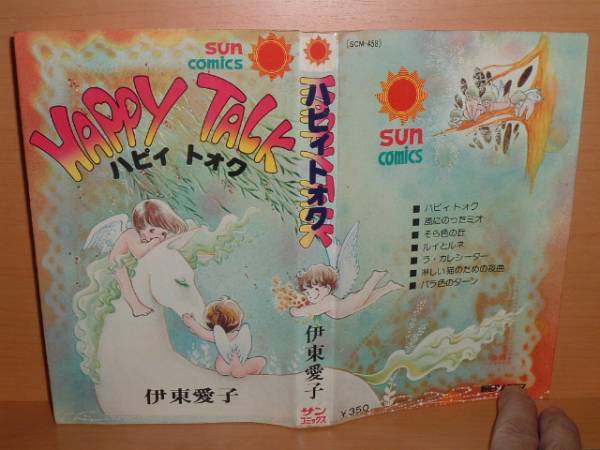 sun
comics
HAPPY TALK
ハピィ トオク
伊東愛子
ハピィ トオク
伊東愛子
サン
コミックス
¥350
(SCM-458)
sun
comics
■ ハピィトオク
■ 風にのったミオ
■ そら色の丘
■ ルイとルネ
■ ラ・カレシーター
■ 淋しい猫のための夜曲
■ バラ色のターン